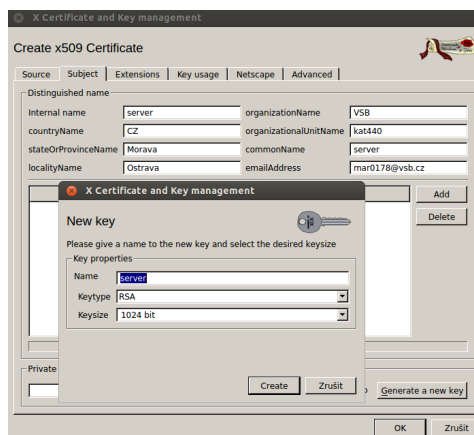 X Certificate and Key management
Create x509 Certificate
Source Subject Extensions Key usage Netscape Advanced
Distinguished name
Internal name server organizationName VSB
countryName CZ organizationalUnitName kat440
stateOrProvinceName Morava commonName server
localityName Ostrava emailAddress mar0178@vsb.cz
X Certificate and Key management
Add
New key
Delete
Please give a name to the new key and select the desired keysize
Key properties
Name server
Keytype RSA
Keysize 1024 bit
Private
Create Zrušit
Generate a new key
OK Zrušit